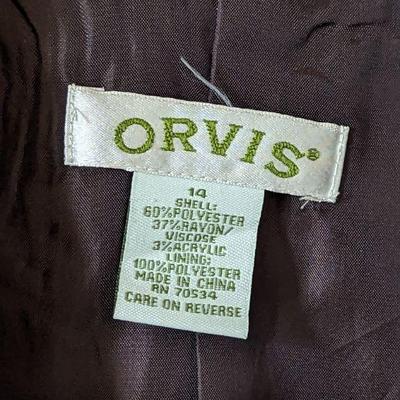 ORVIS®
14
SHELL:
60%POLYESTER
37%RAYON/
VISCOSE
3%ACRYLIC
LINING:
100%POLYESTER
MADE IN CHINA
RN 70534
CARE ON REVERSE